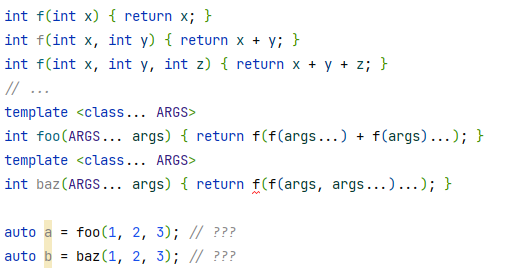 int f(int x) { return x; }
int f(int x, int y) { return x + y; }
int f(int x, int y, int z) { return x + y + z; }
// ...
template <class... ARGS>
int foo(ARGS... args) { return f(f(args...) + f(args)...); }
template <class... ARGS>
int baz(ARGS... args) { return f(f(args, args...)...); }

auto a = foo(1, 2, 3); // ???
auto b = baz(1, 2, 3); // ???